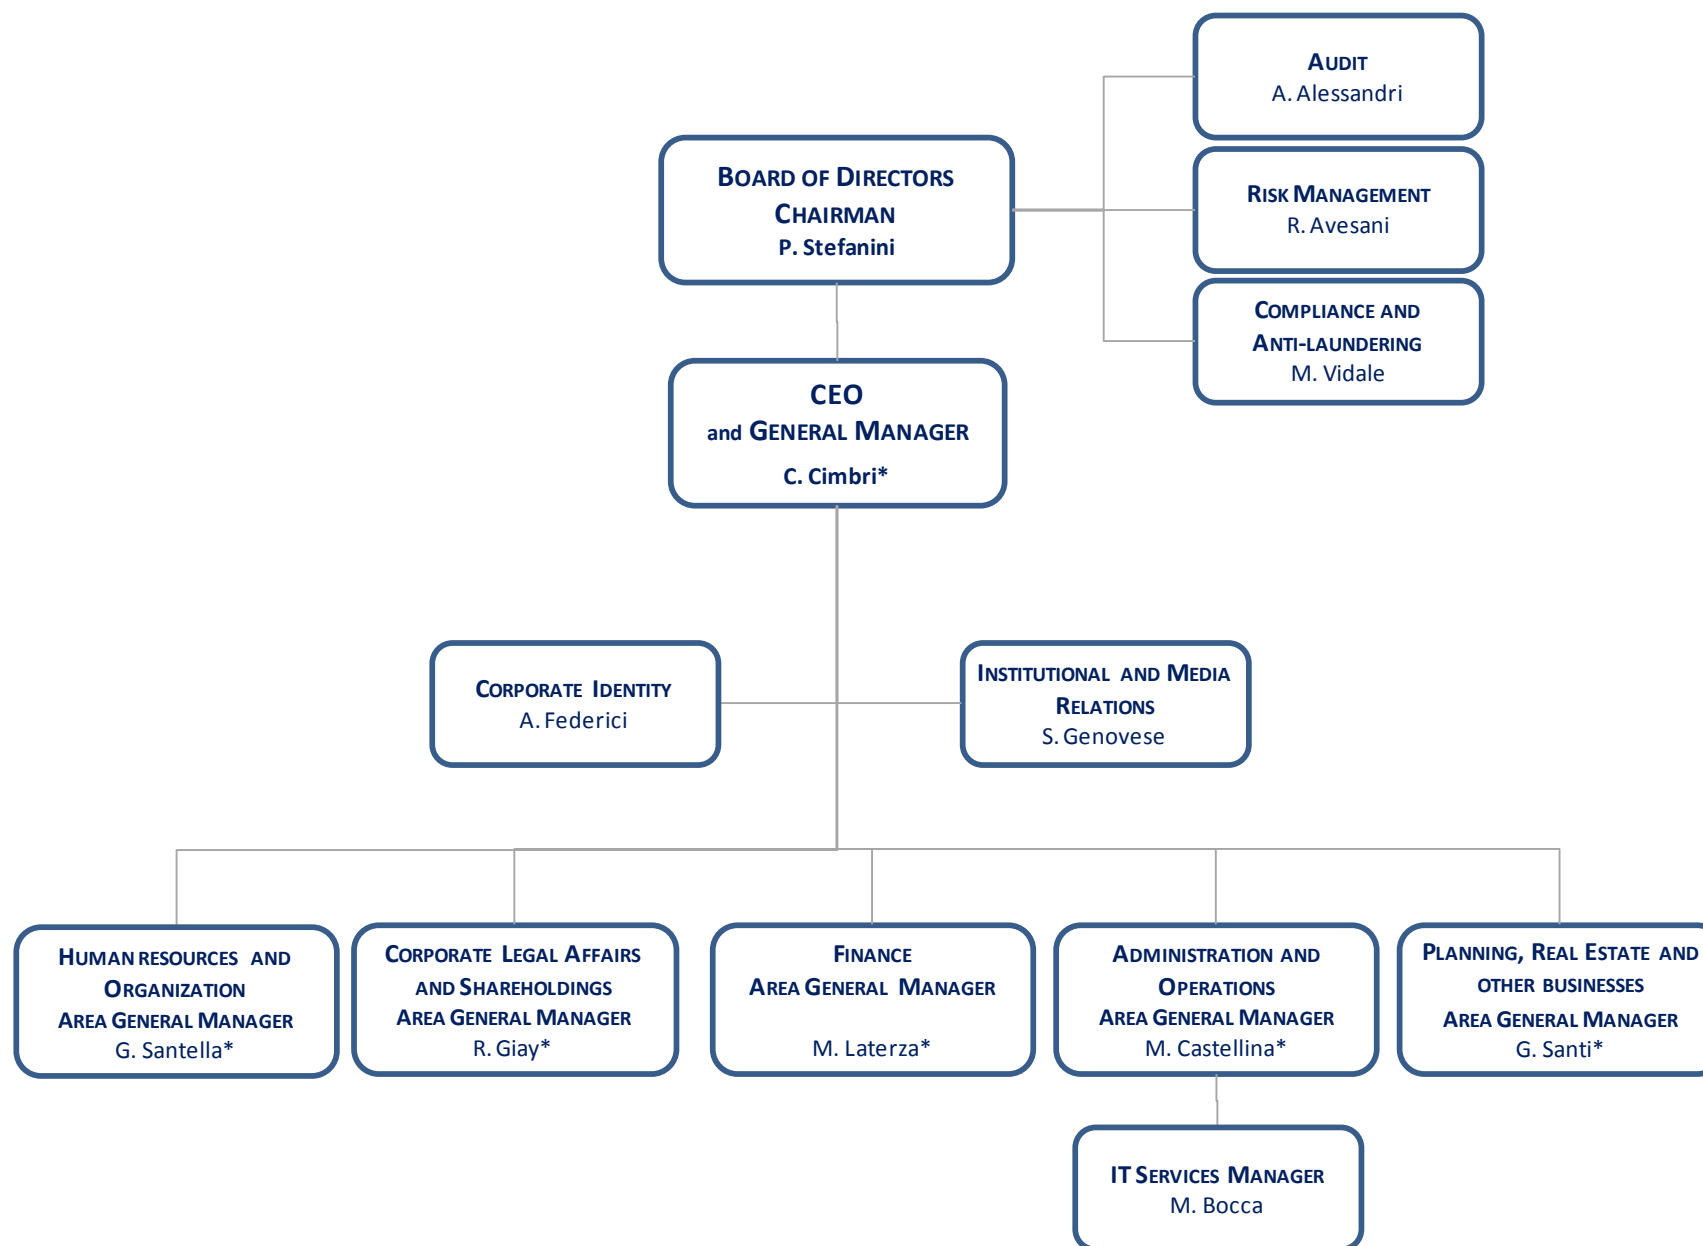 AUDIT
A. Alessandri
BOARD OF DIRECTORS
CHAIRMAN
P. Stefanini
RISK MANAGEMENT
R. Avesani
COMPLIANCE AND
ANTI-LAUNDERING
M. Vidale
CEO
and GENERAL MANAGER
C. Cimbri*
CORPORATE IDENTITY
A. Federici
INSTITUTIONAL AND MEDIA
RELATIONS
S. Genovese
HUMAN RESOURCES AND
ORGANIZATION
AREA GENERAL MANAGER
G. Santella*
CORPORATE LEGAL AFFAIRS
AND SHAREHOLDINGS
AREA GENERAL MANAGER
R. Giay*
FINANCE
AREA GENERAL MANAGER
M. Laterza*
ADMINISTRATION AND
OPERATIONS
AREA GENERAL MANAGER
M. Castellina*
PLANNING, REAL ESTATE AND
OTHER BUSINESSES
AREA GENERAL MANAGER
G. Santi*
IT SERVICES MANAGER
M. Bocca